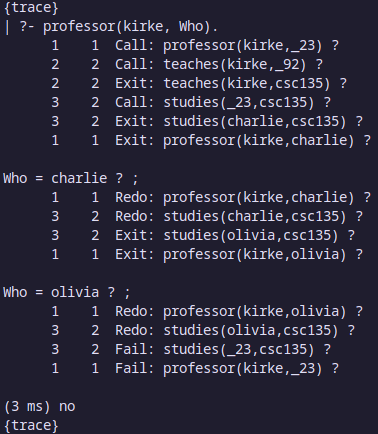 {trace}
| ?- professor(kirke, Who).
      1    1  Call: professor(kirke,_23) ?
      2    2  Call: teaches(kirke,_92) ?
      2    2  Exit: teaches(kirke,csc135) ?
      3    2  Call: studies(_23,csc135) ?
      3    2  Exit: studies(charlie,csc135) ?
      1    1  Exit: professor(kirke,charlie) ?

Who = charlie ? ;
      1    1  Redo: professor(kirke,charlie) ?
      3    2  Redo: studies(charlie,csc135) ?
      3    2  Exit: studies(olivia,csc135) ?
      1    1  Exit: professor(kirke,olivia) ?

Who = olivia ? ;
      1    1  Redo: professor(kirke,olivia) ?
      3    2  Redo: studies(olivia,csc135) ?
      3    2  Fail: studies(_23,csc135) ?
      1    1  Fail: professor(kirke,_23) ?

(3 ms) no
{trace}